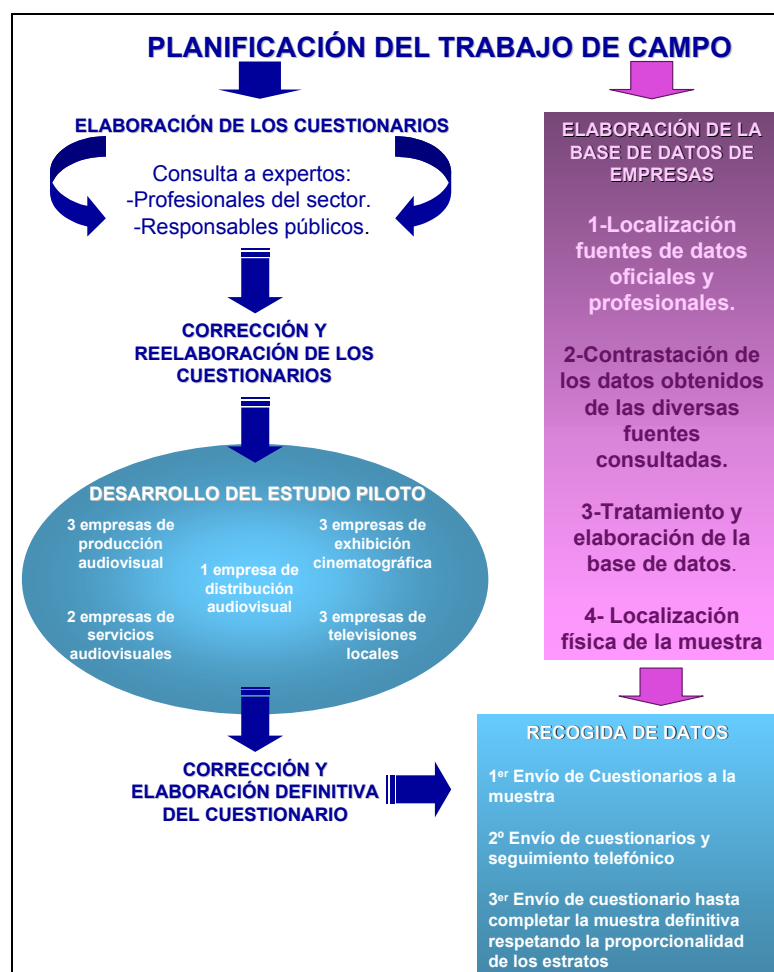 PLANIFICACIÓN DEL TRABAJO DE CAMPO
ELABORACIÓN DE LOS CUESTIONARIOS
Consulta a expertos:
-Profesionales del sector.
-Responsables públicos.
CORRECCIÓN Y
REELABORACIÓN DE LOS
CUESTIONARIOS
DESARROLLO DEL ESTUDIO PILOTO
3 empresas de
producción
audiovisual
3 empresas de
exhibición
cinematográfica
1 empresa de
distribución
audiovisual
2 empresas de
servicios
audiovisuales
3 empresas de
televisiones
locales
CORRECCIÓN Y
ELABORACIÓN DEFINITIVA
DEL CUESTIONARIO
ELABORACIÓN DE LA
BASE DE DATOS DE
EMPRESAS
1-Localización
fuentes de datos
oficiales y
profesionales.
2-Contrastación de
los datos obtenidos
de las diversas
fuentes
consultadas.
3-Tratamiento y
elaboración de la
base de datos.
4- Localización
física de la muestra
RECOGIDA DE DATOS
1er Envío de Cuestionarios a la
muestra
2º Envío de cuestionarios y
seguimiento telefónico
3er Envío de cuestionario hasta
completar la muestra definitiva
respetando la proporcionalidad
de los estratos